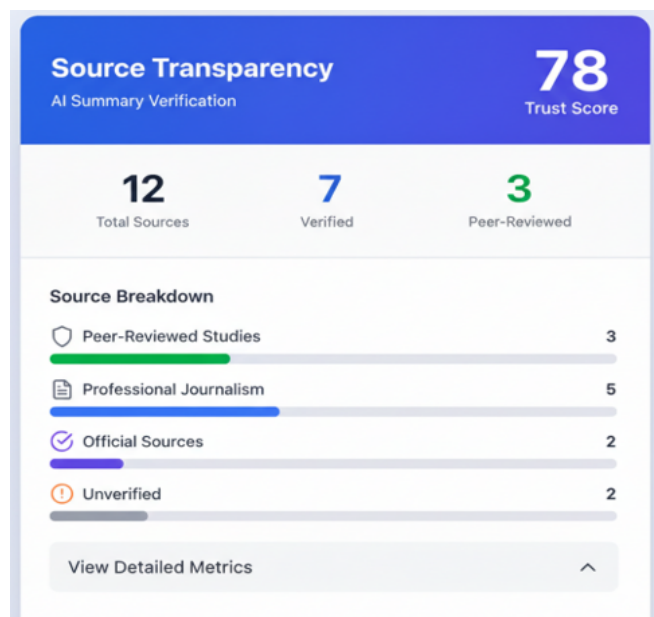 Source Transparency
AI Summary Verification
78
Trust Score
12
Total Sources
7
Verified
3
Peer-Reviewed
Source Breakdown
Peer-Reviewed Studies 3
Professional Journalism 5
Official Sources 2
Unverified 2
View Detailed Metrics